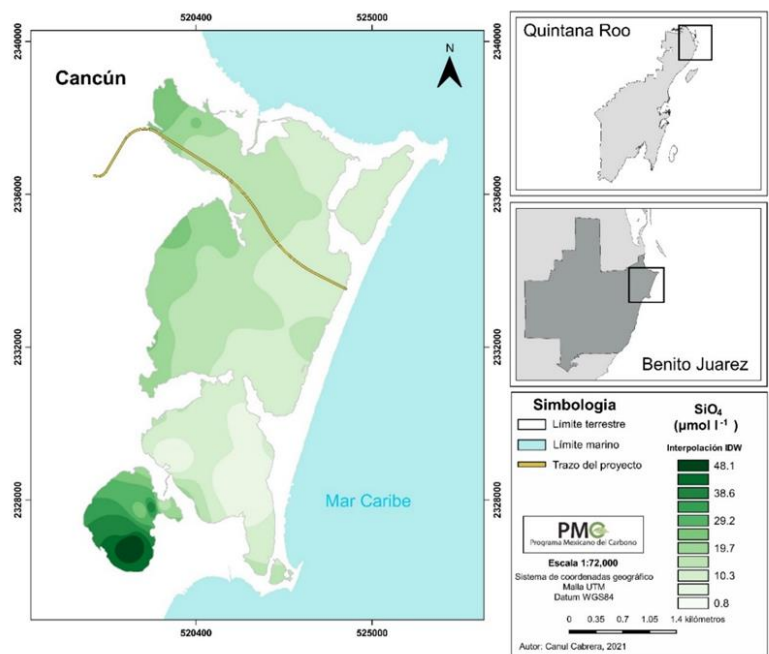 520400
525000
2340000
2336000
2332000
2328000
2340000
2336000
2332000
2328000
520400
525000
Cancún
N
Mar Caribe
Quintana Roo
Benito Juarez
Simbologia
Límite terrestre
Límite marino
Trazo del proyecto
SiO₄
(µmol l⁻¹)
Interpolación IDW
48.1
38.6
29.2
19.7
10.3
0.8
PMC
Programa Mexicano del Carbono
Escala 1:72,000
Sistema de coordenadas geográfico
Malla UTM
Datum WGS84
0 0.35 0.7 1.05 1.4 kilómetros
Autor: Canul Cabrera, 2021